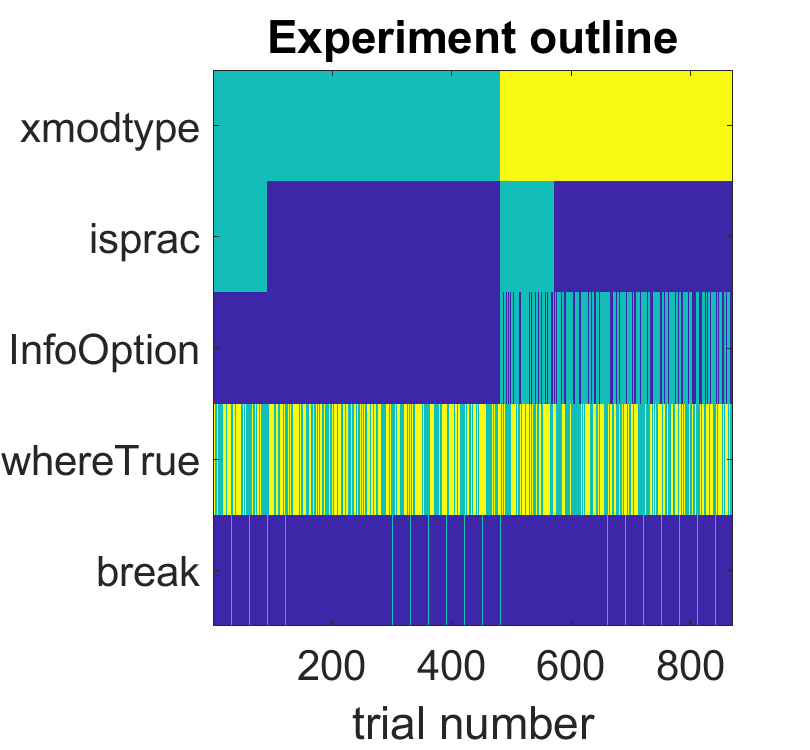 Experiment outline
xmodtype
isprac
InfoOption
whereTrue
break
200 400 600 800
trial number